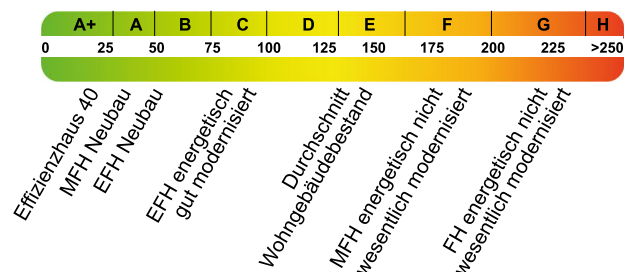 A+ A B C D E F G H
0 25 50 75 100 125 150 175 200 225 >250
Effizienzhaus 40
MFH Neubau
EFH Neubau
EFH energetisch
gut modernisiert
Durchschnitt
Wohngebäudebestand
MFH energetisch nicht
wesentlich modernisiert
FH energetisch nicht
wesentlich modernisiert